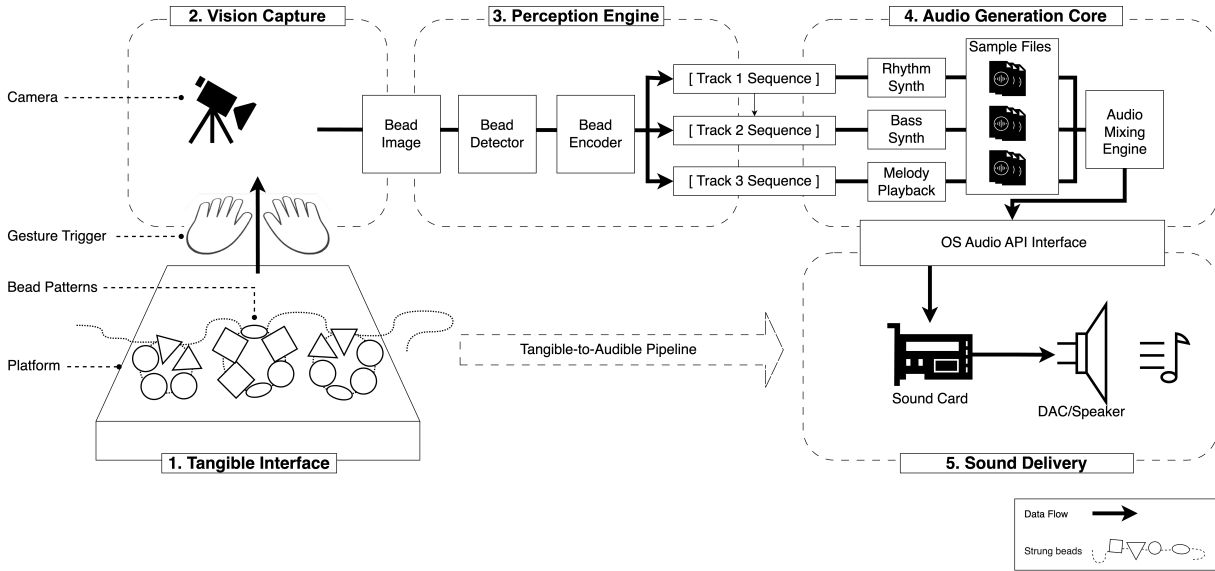 2. Vision Capture
3. Perception Engine
4. Audio Generation Core
Camera
Gesture Trigger
Bead Patterns
Platform
1. Tangible Interface
Bead
Image
Bead
Detector
Bead
Encoder
[ Track 1 Sequence ]
[ Track 2 Sequence ]
[ Track 3 Sequence ]
Rhythm
Synth
Bass
Synth
Melody
Playback
Sample Files
Audio
Mixing
Engine
OS Audio API Interface
Tangible-to-Audible Pipeline
Sound Card
DAC/Speaker
5. Sound Delivery
Data Flow
Strung beads